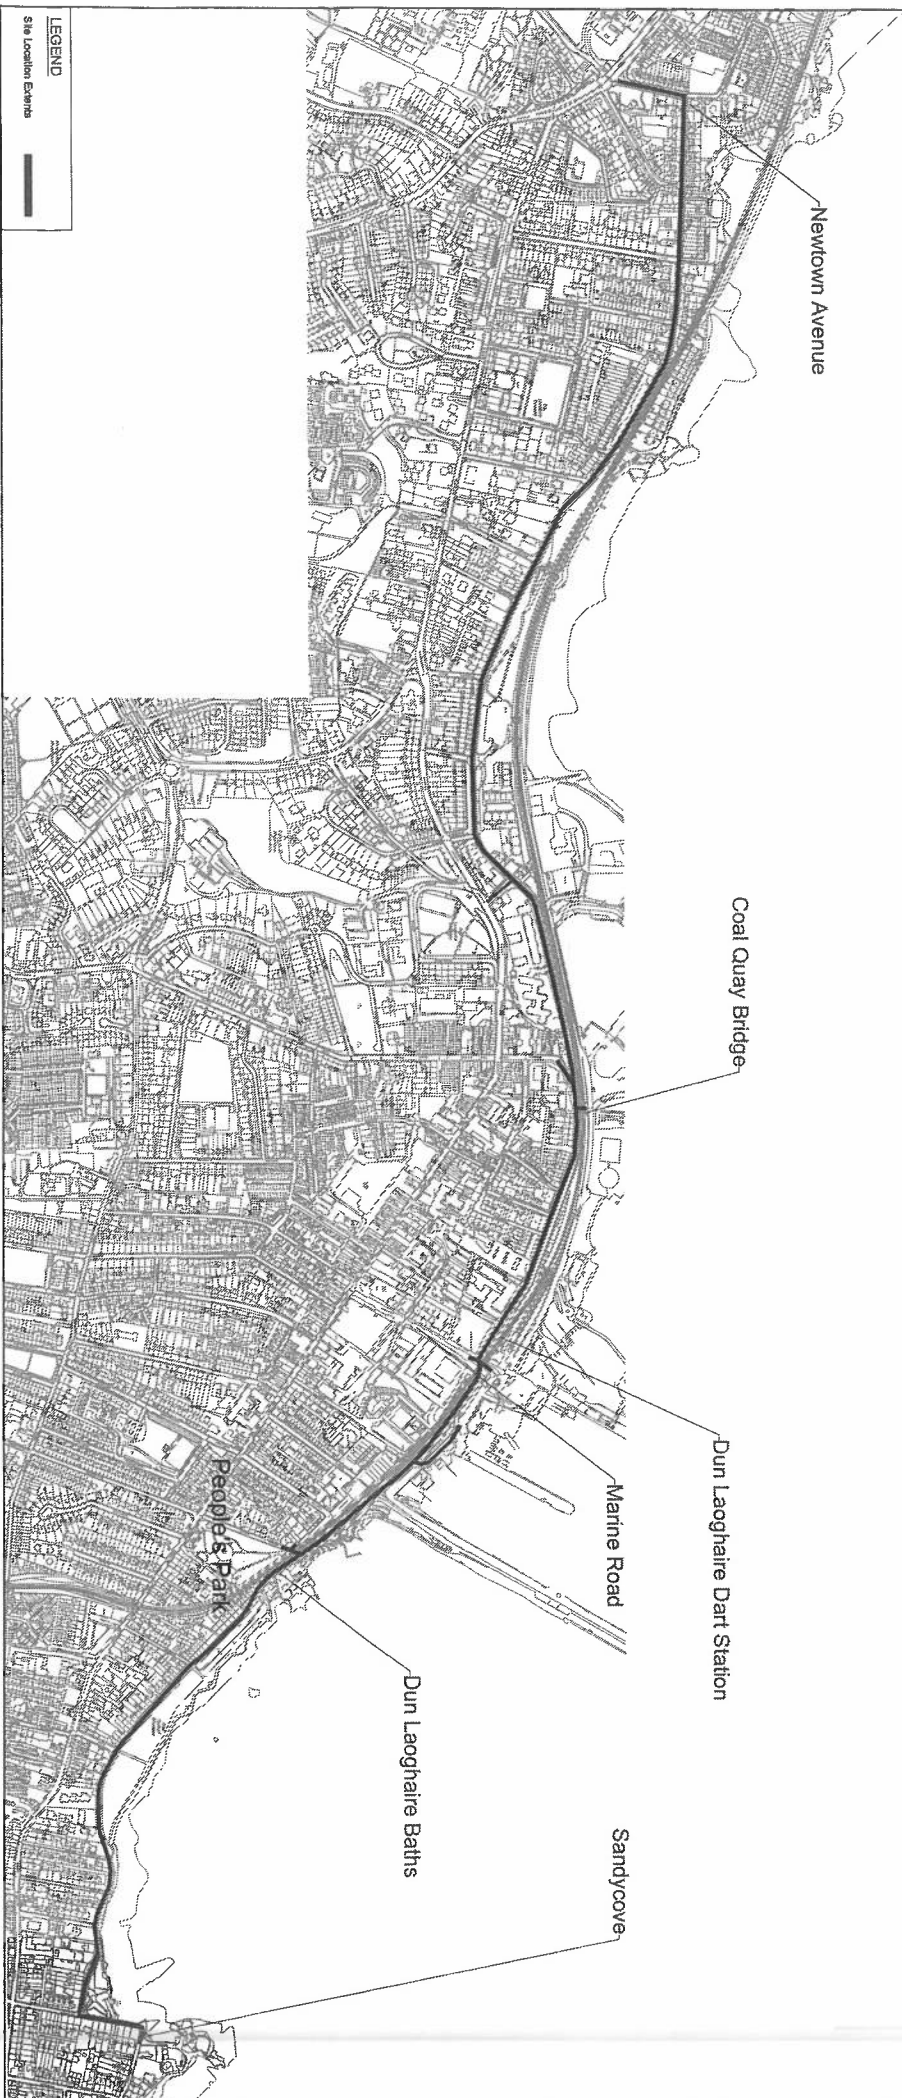 Newtown Avenue
Coal Quay Bridge
Dun Laoghaire Dart Station
Marine Road
People's Park
Dun Laoghaire Baths
Sandycove
LEGEND
Site Location Extents